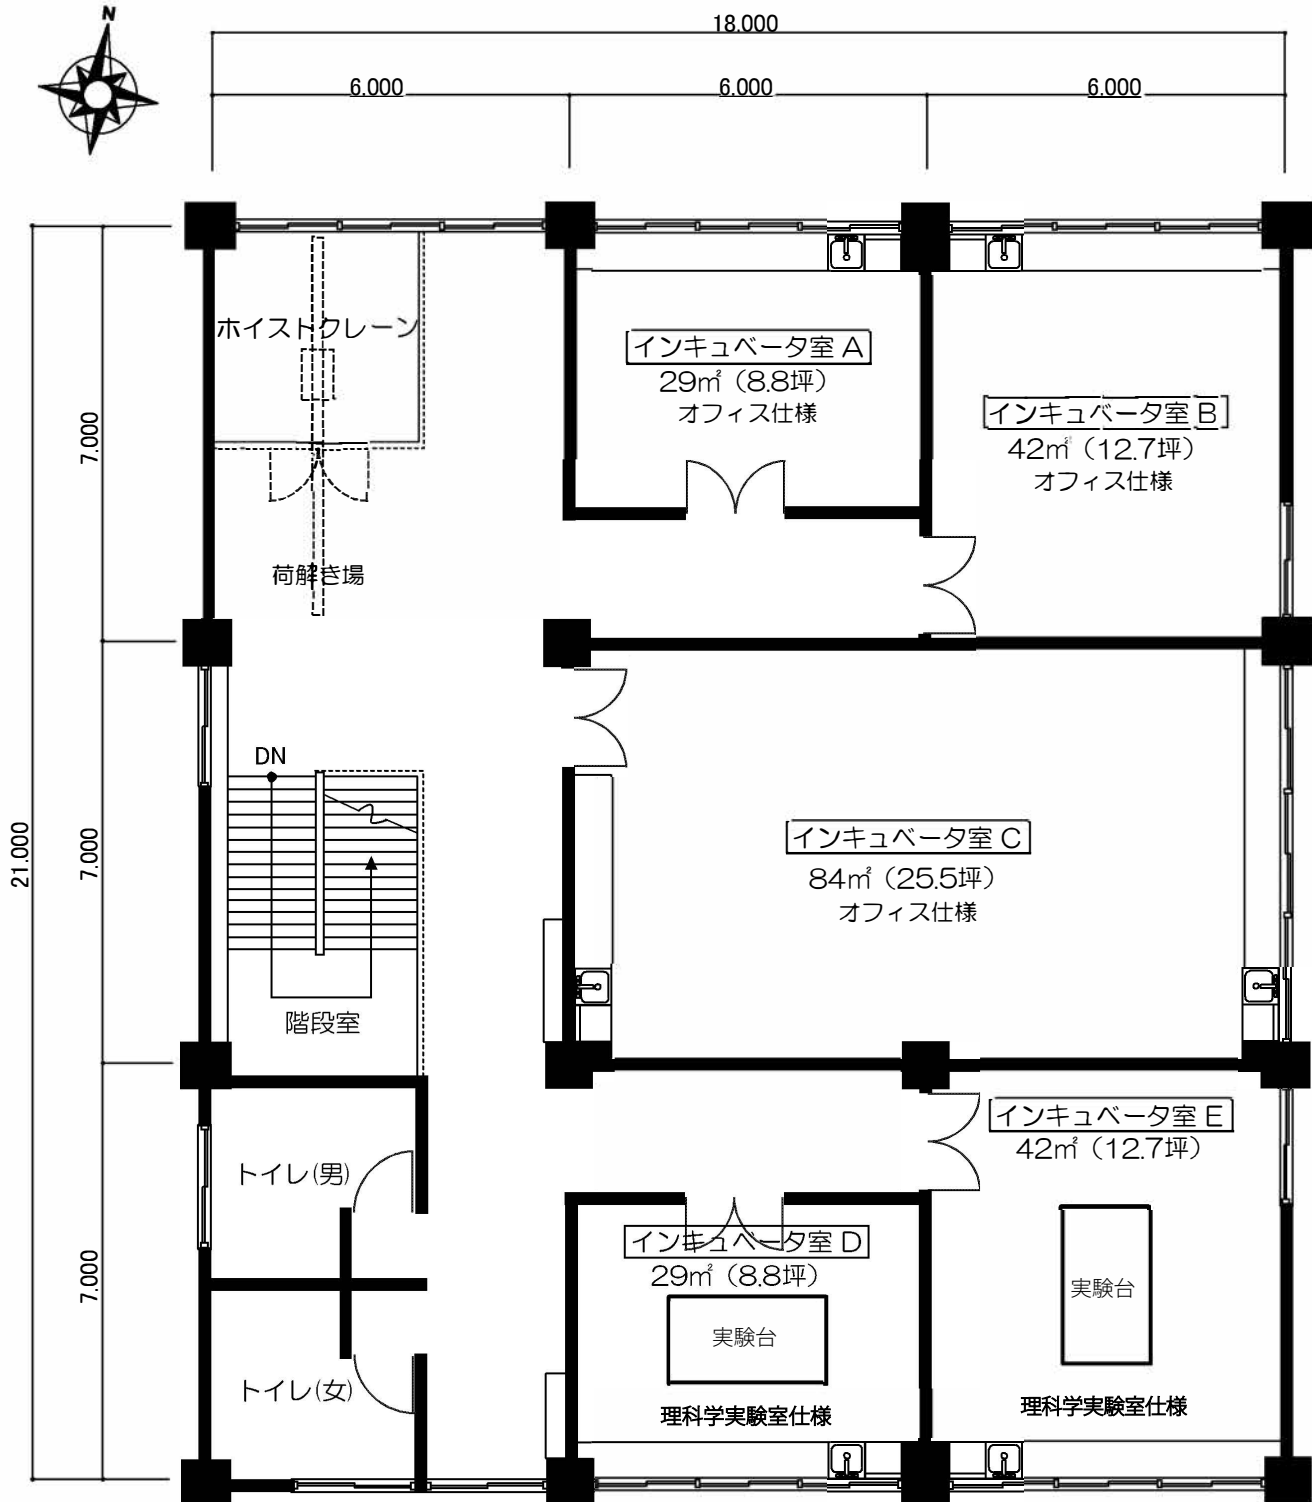 N
18.000
6.000
6.000
6.000
ホイストクレーン
インキュベータ室 A
29㎡（8.8坪）
オフィス仕様
インキュベータ室 B
42㎡（12.7坪）
オフィス仕様
7.000
荷解き場
DN
21.000
7.000
インキュベータ室 C
84㎡（25.5坪）
オフィス仕様
階段室
インキュベータ室 E
42㎡（12.7坪）
トイレ(男)
インキュベータ室 D
29㎡（8.8坪）
7.000
実験台
実験台
トイレ(女)
理科学実験室仕様
理科学実験室仕様